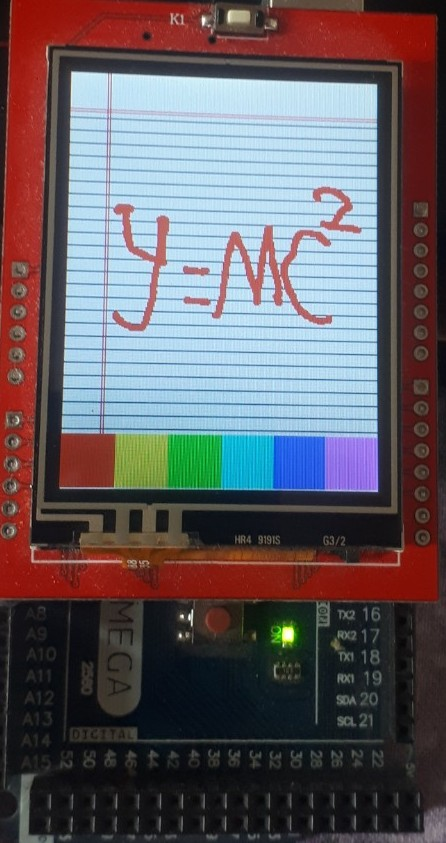 K1
y=MC²
HR4 9191S G3/2
A8
A9
A10
A11
A12
A13
A14
A15
MEGA
2560
ON
TX2 16
RX2 17
TX1 18
RX1 19
SDA 20
SCL 21
DIGITAL
52 50 48 46 44 42 40 38 36 34 32 30 28 26 24 22
5V